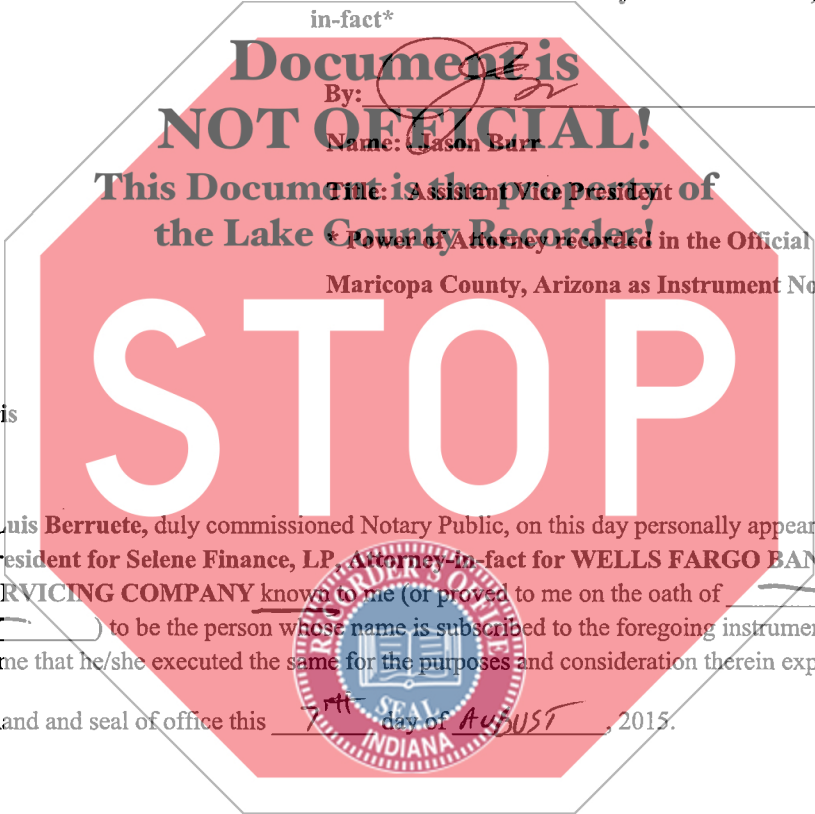 in-fact*
Document is
By:
NOT OFFICIAL!
Name: Jason Burr
This Document is the property of
Title: Assistant Vice President
the Lake County Recorder!
* Power of Attorney recorded in the Official
Maricopa County, Arizona as Instrument No
STOP
is
uis Berruete, duly commissioned Notary Public, on this day personally appear
resident for Selene Finance, LP, Attorney-in-fact for WELLS FARGO BAN
RVICING COMPANY known to me (or proved to me on the oath of
) to be the person whose name is subscribed to the foregoing instrume
me that he/she executed the same for the purposes and consideration therein exp
and and seal of office this 7TH day of AUGUST, 2015.
RECORDER'S OFFICE
SEAL
INDIANA